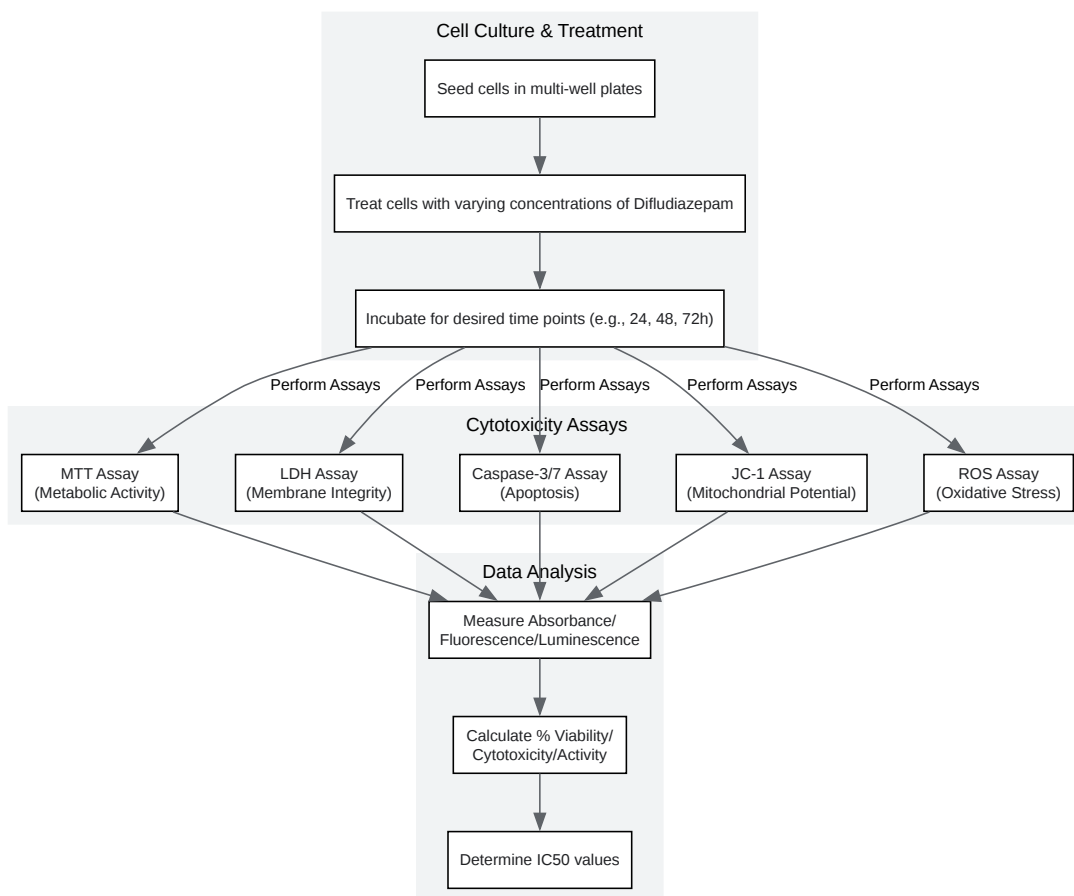 Cell Culture & Treatment
Seed cells in multi-well plates
Treat cells with varying concentrations of Difludiazepam
Incubate for desired time points (e.g., 24, 48, 72h)
Perform Assays
Perform Assays
Perform Assays
Perform Assays
Perform Assays
Cytotoxicity Assays
MTT Assay
(Metabolic Activity)
LDH Assay
(Membrane Integrity)
Caspase-3/7 Assay
(Apoptosis)
JC-1 Assay
(Mitochondrial Potential)
ROS Assay
(Oxidative Stress)
Data Analysis
Measure Absorbance/
Fluorescence/Luminescence
Calculate % Viability/
Cytotoxicity/Activity
Determine IC50 values